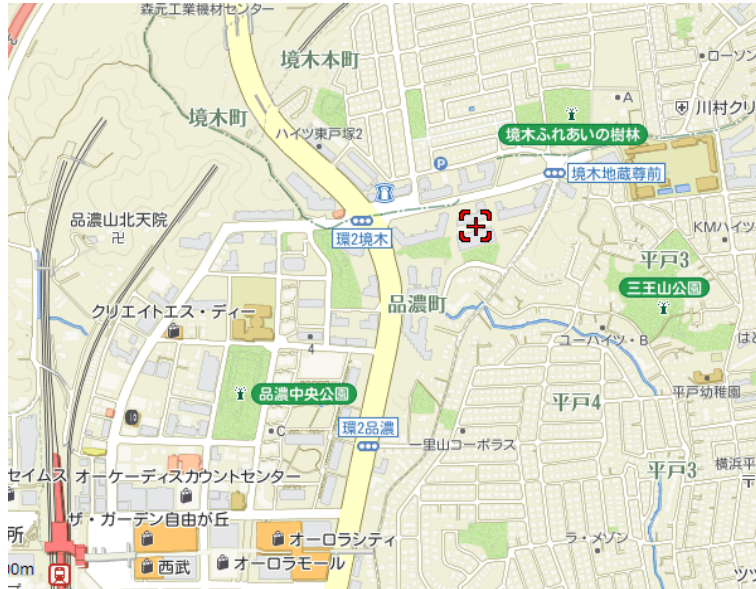 森元工業機材センター
境木本町
ローソン
A
境木町
川村クリ
ハイツ東戸塚2
境木ふれあいの樹林
P
境木地蔵尊前
品濃山北天院
環2境木
KMハイツ
平戸3
三王山公園
品濃町
クリエイトエス・ディー
ユーハイツ・B
4
平戸幼稚園
品濃中央公園
平戸4
C
環2品濃
一里山コーポラス
横浜平
平戸3
セイムス
オーケーディスカウントセンター
ザ・ガーデン自由が丘
所
オーロラシティ
ラ・メゾン
西武
オーロラモール
00m
ツツ